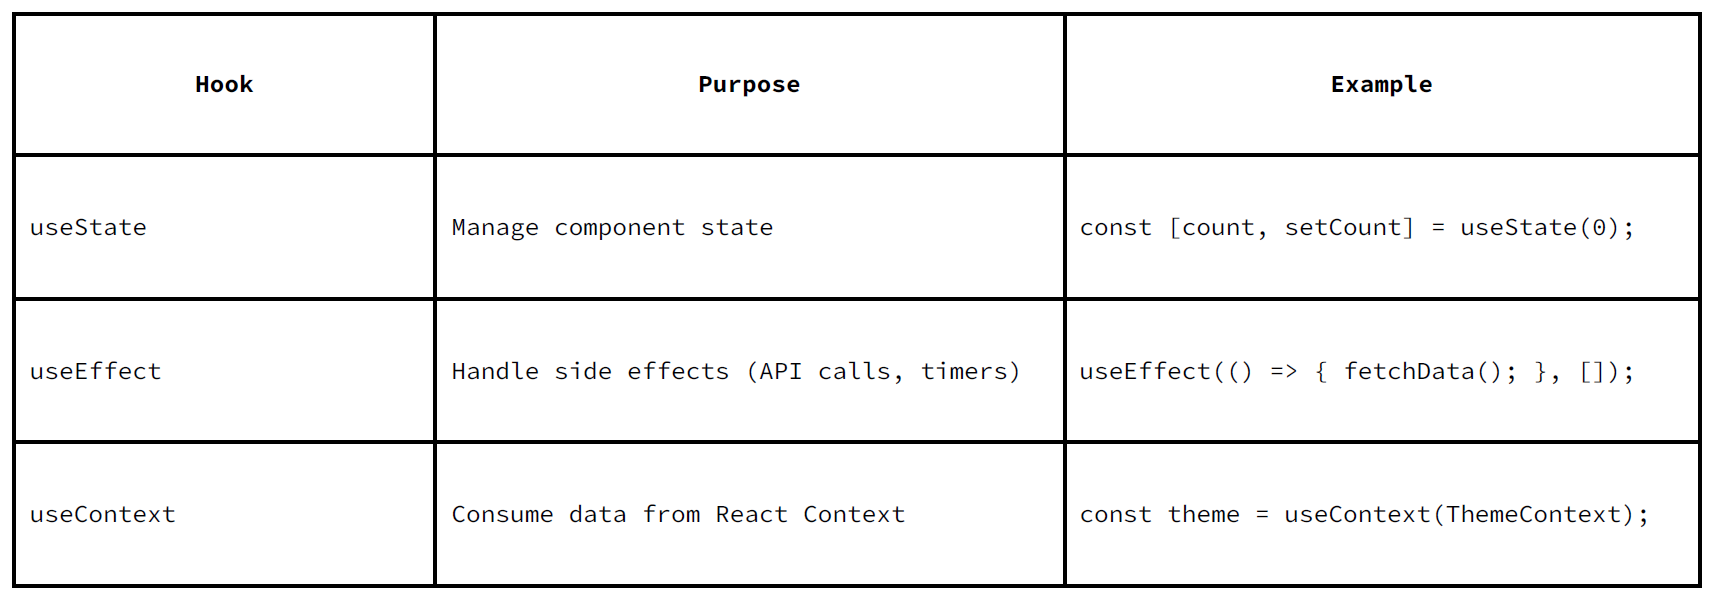 Hook Purpose Example
useState Manage component state const [count, setCount] = useState(0);
useEffect Handle side effects (API calls, timers) useEffect(() => { fetchData(); }, []);
useContext Consume data from React Context const theme = useContext(ThemeContext);